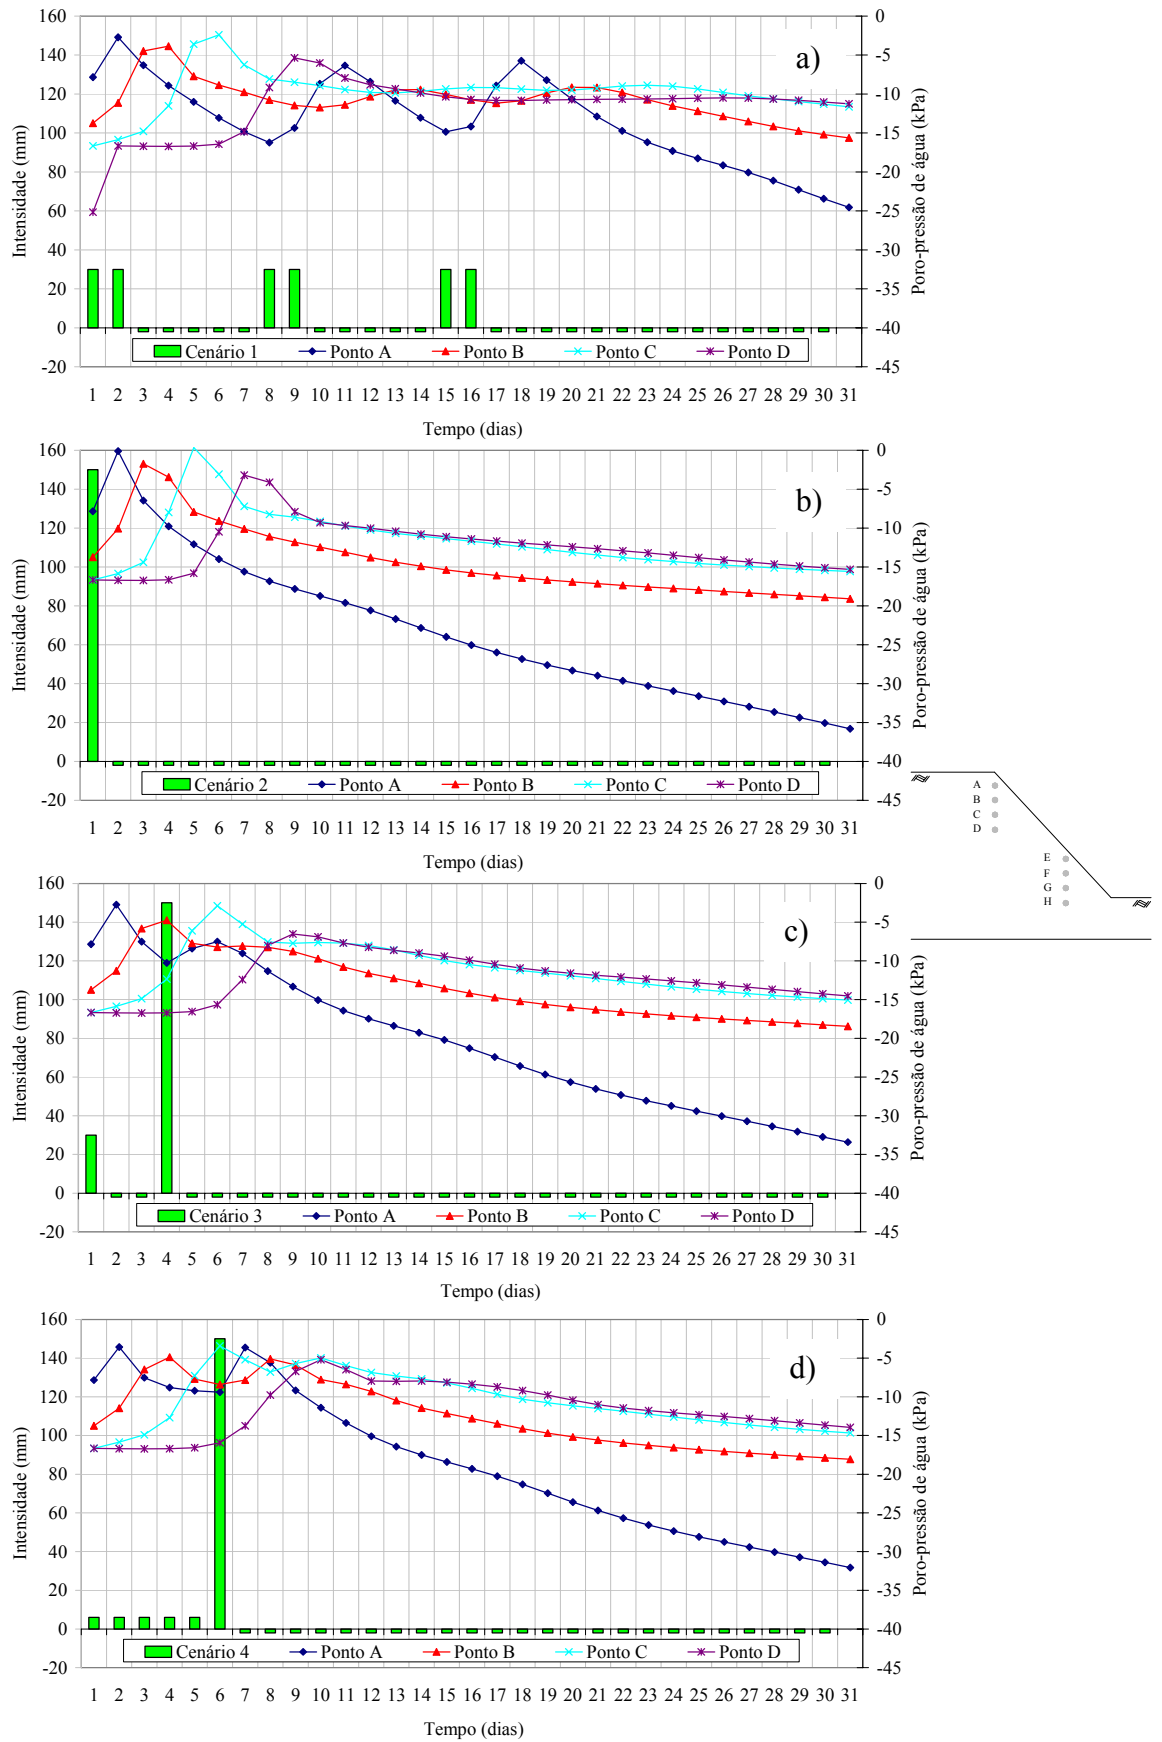 a)
Intensidade (mm)
160 140 120 100 80 60 40 20 0 -20
Poro-pressão de água (kPa)
0 -5 -10 -15 -20 -25 -30 -35 -40 -45
Cenário 1 Ponto A Ponto B Ponto C Ponto D
1 2 3 4 5 6 7 8 9 10 11 12 13 14 15 16 17 18 19 20 21 22 23 24 25 26 27 28 29 30 31
Tempo (dias)
b)
Intensidade (mm)
160 140 120 100 80 60 40 20 0 -20
Poro-pressão de água (kPa)
0 -5 -10 -15 -20 -25 -30 -35 -40 -45
Cenário 2 Ponto A Ponto B Ponto C Ponto D
1 2 3 4 5 6 7 8 9 10 11 12 13 14 15 16 17 18 19 20 21 22 23 24 25 26 27 28 29 30 31
Tempo (dias)
A
B
C
D
E
F
G
H
c)
Intensidade (mm)
160 140 120 100 80 60 40 20 0 -20
Poro-pressão de água (kPa)
0 -5 -10 -15 -20 -25 -30 -35 -40 -45
Cenário 3 Ponto A Ponto B Ponto C Ponto D
1 2 3 4 5 6 7 8 9 10 11 12 13 14 15 16 17 18 19 20 21 22 23 24 25 26 27 28 29 30 31
Tempo (dias)
d)
Intensidade (mm)
160 140 120 100 80 60 40 20 0 -20
Poro-pressão de água (kPa)
0 -5 -10 -15 -20 -25 -30 -35 -40 -45
Cenário 4 Ponto A Ponto B Ponto C Ponto D
1 2 3 4 5 6 7 8 9 10 11 12 13 14 15 16 17 18 19 20 21 22 23 24 25 26 27 28 29 30 31
Tempo (dias)